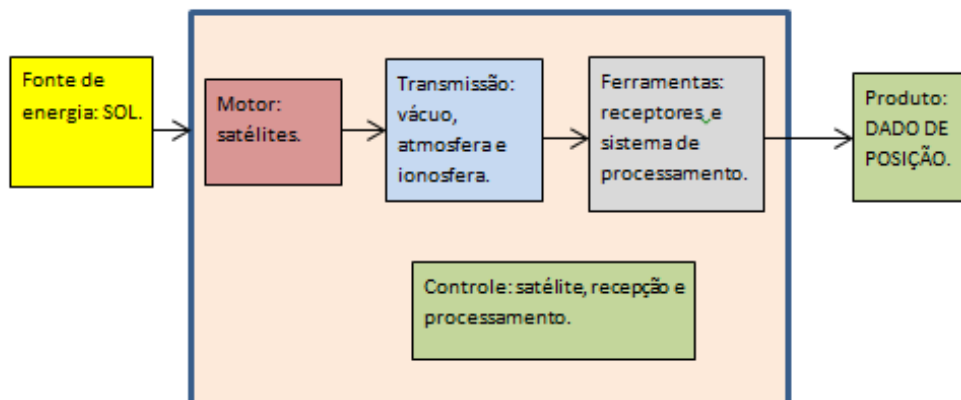 Fonte de
energia: SOL.
Motor:
satélites.
Transmissão:
vácuo,
atmosfera e
ionosfera.
Ferramentas:
receptores, e
sistema de
processamento.
Produto:
DADO DE
POSIÇÃO.
Controle: satélite, recepção e
processamento.